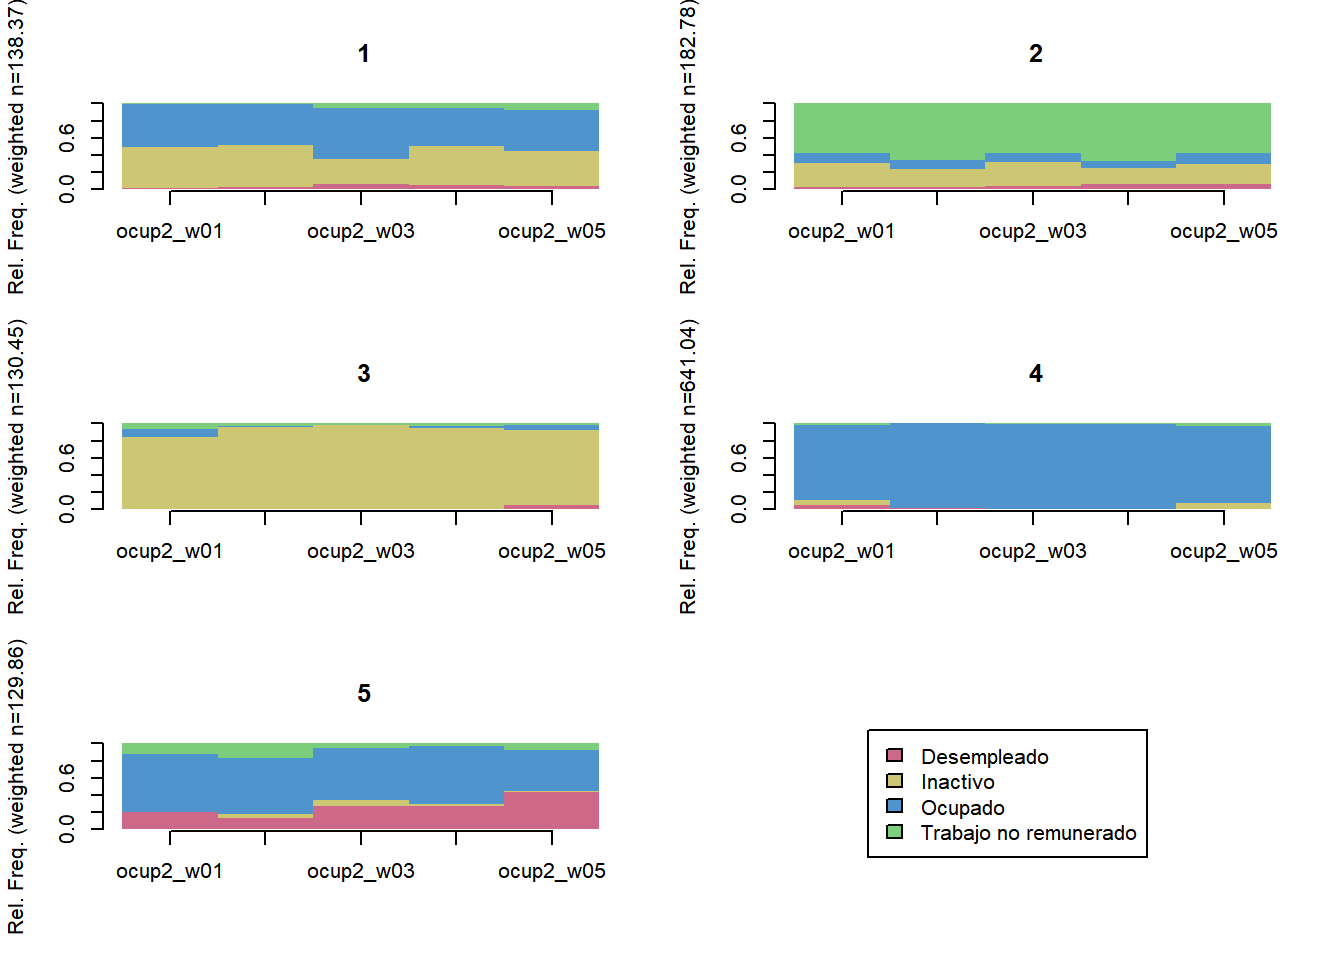 1
Rel. Freq. (weighted n=138.37)
0.0
0.6
ocup2_w01 ocup2_w03 ocup2_w05
2
Rel. Freq. (weighted n=182.78)
0.0
0.6
ocup2_w01 ocup2_w03 ocup2_w05
3
Rel. Freq. (weighted n=130.45)
0.0
0.6
ocup2_w01 ocup2_w03 ocup2_w05
4
Rel. Freq. (weighted n=641.04)
0.0
0.6
ocup2_w01 ocup2_w03 ocup2_w05
5
Rel. Freq. (weighted n=129.86)
0.0
0.6
ocup2_w01 ocup2_w03 ocup2_w05
Desempleado
Inactivo
Ocupado
Trabajo no remunerado